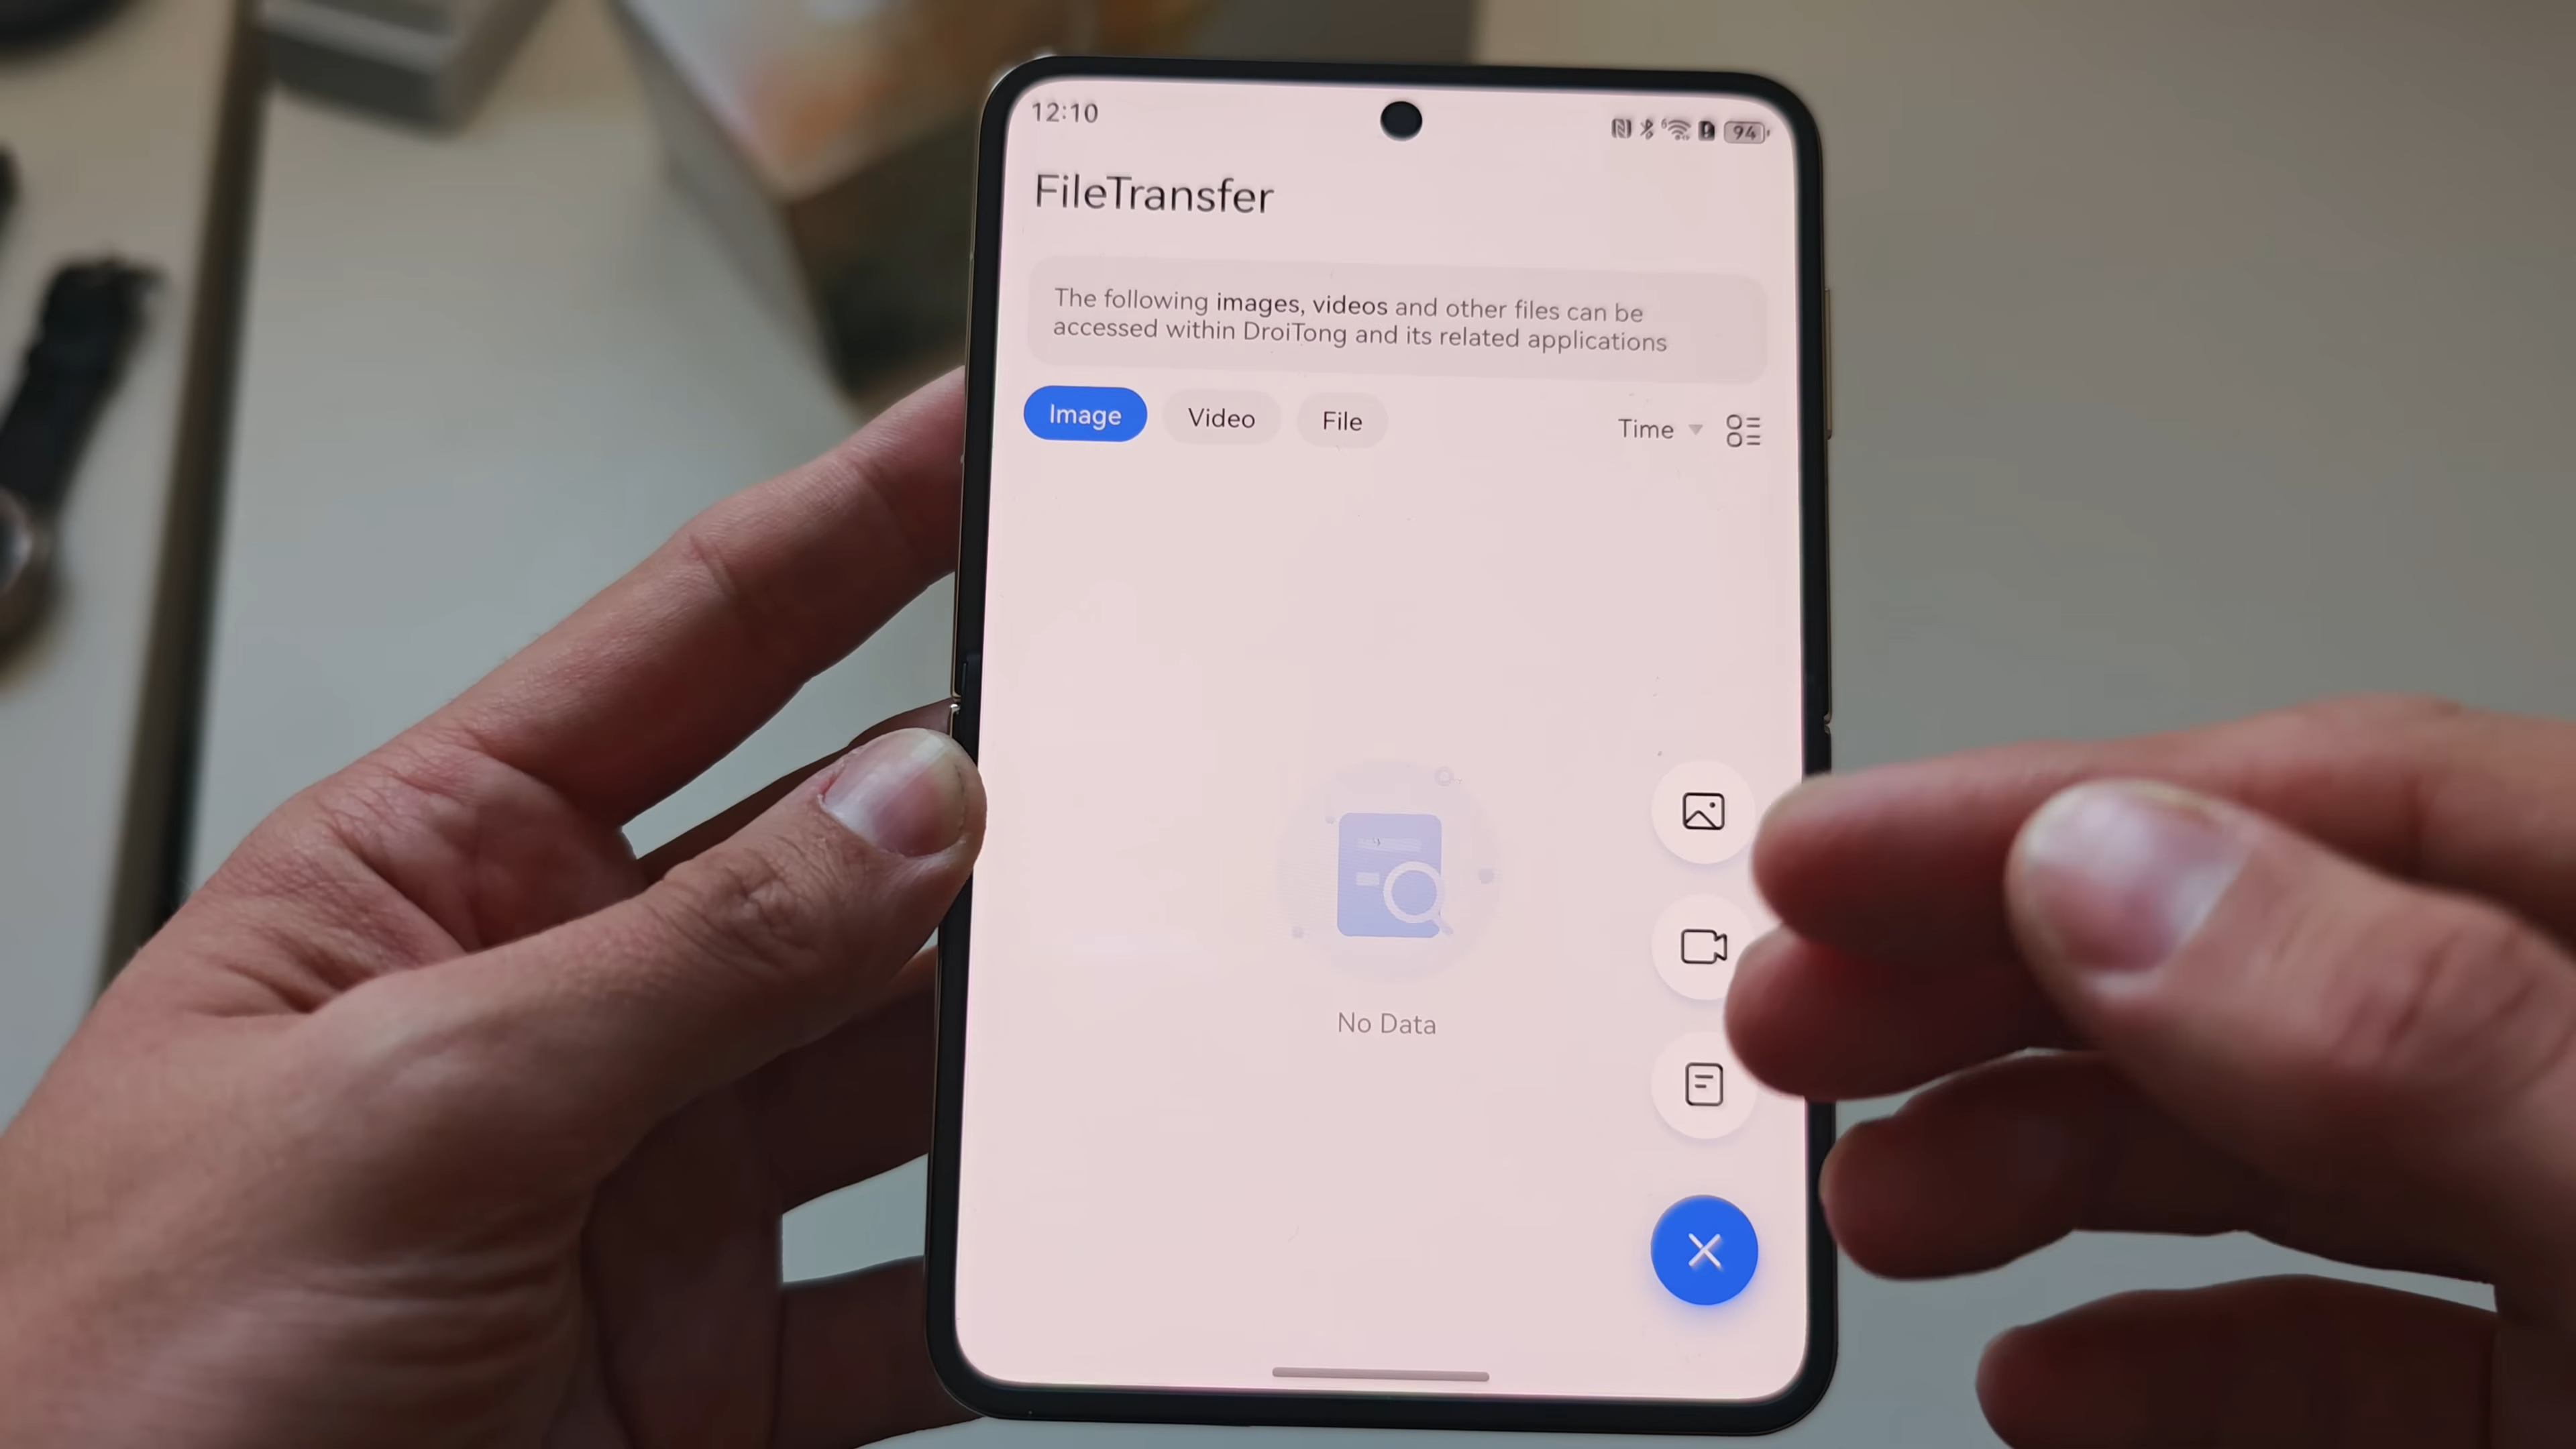 12:10
6
94
FileTransfer
The following images, videos and other files can be
accessed within DroiTong and its related applications
Image Video File Time
No Data